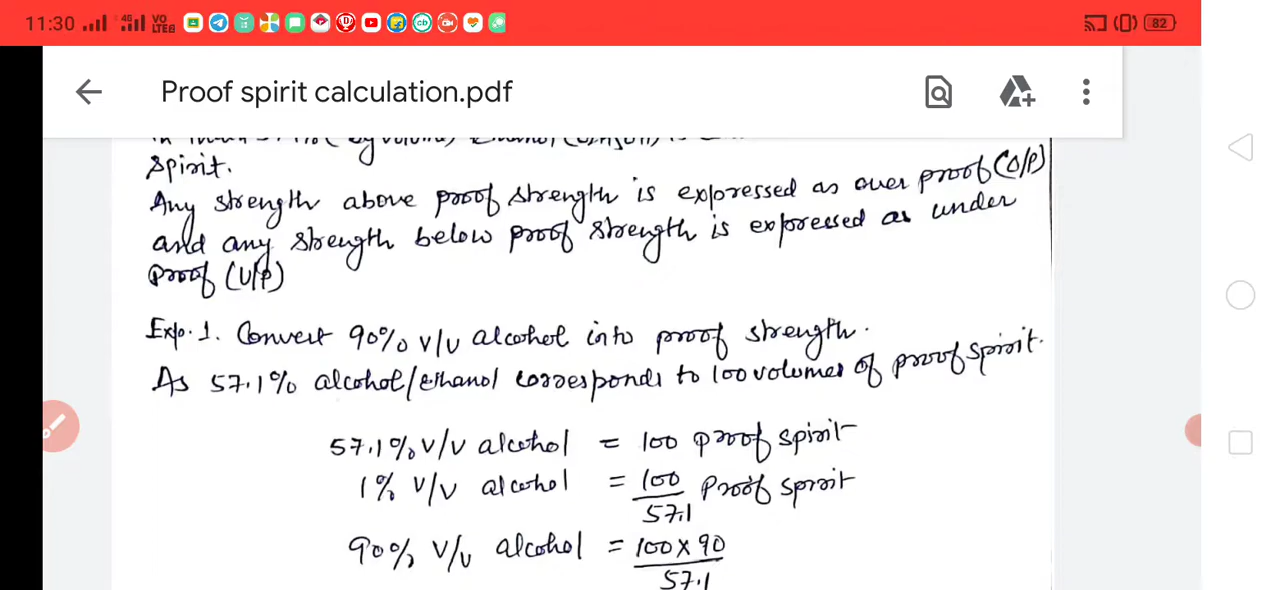 11:30 4G VO LTE 82
Proof spirit calculation.pdf
spirit.
Any strength above proof strength is expressed as over proof (O/P)
and any strength below proof strength is expressed as under
proof (U/P)
Exp. 1. Convert 90% v/v alcohol into proof strength.
As 57.1% alcohol/ethanol corresponds to 100 volumes of proof spirit.
57.1% v/v alcohol = 100 proof spirit
1% v/v alcohol = 100 Proof spirit
57.1
90% v/v alcohol = 100 x 90
57.1